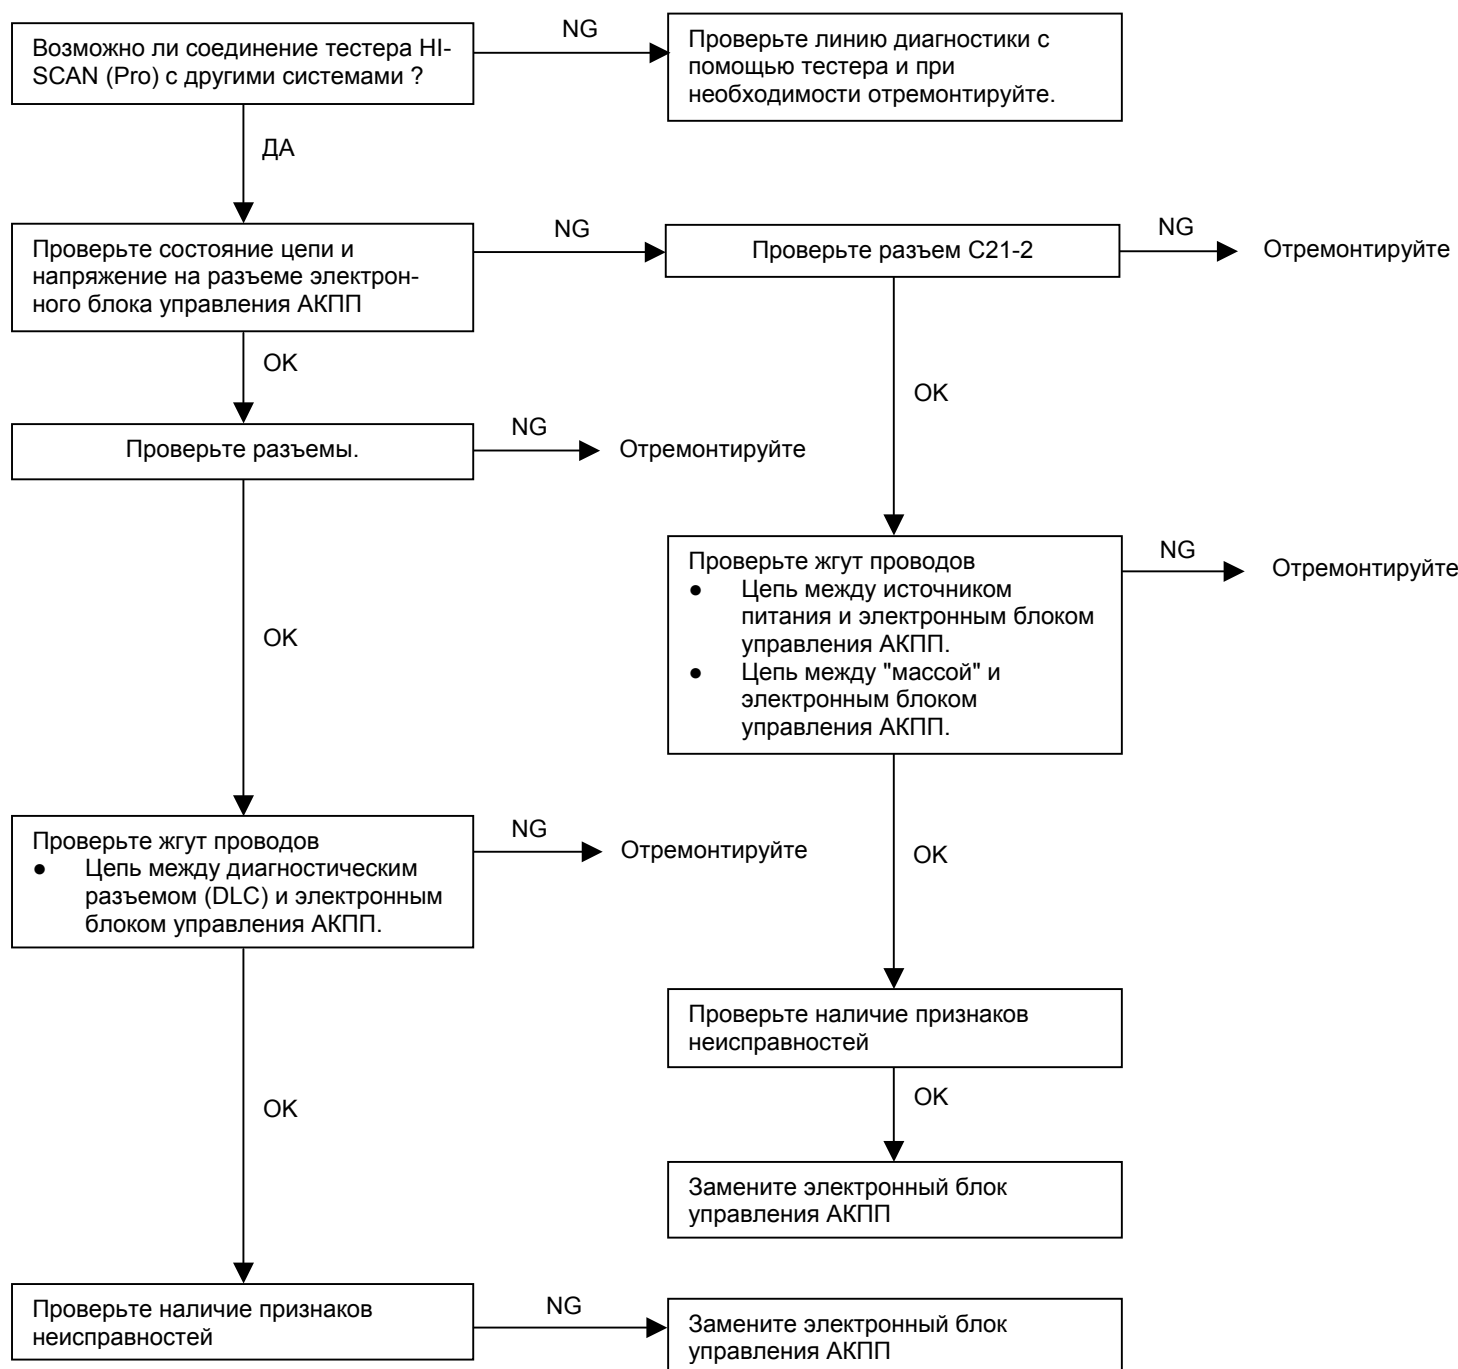 Возможно ли соединение тестера HI-
SCAN (Pro) с другими системами ?
NG
Проверьте линию диагностики с
помощью тестера и при
необходимости отремонтируйте.
ДА
Проверьте состояние цепи и
напряжение на разъеме электрон-
ного блока управления АКПП
NG
Проверьте разъем С21-2
NG
Отремонтируйте
OK
OK
Проверьте разъемы.
NG
Отремонтируйте
Проверьте жгут проводов
● Цепь между источником
питания и электронным блоком
управления АКПП.
● Цепь между "массой" и
электронным блоком
управления АКПП.
NG
Отремонтируйте
OK
Проверьте жгут проводов
● Цепь между диагностическим
разъемом (DLC) и электронным
блоком управления АКПП.
NG
Отремонтируйте
OK
Проверьте наличие признаков
неисправностей
OK
OK
Замените электронный блок
управления АКПП
Проверьте наличие признаков
неисправностей
NG
Замените электронный блок
управления АКПП